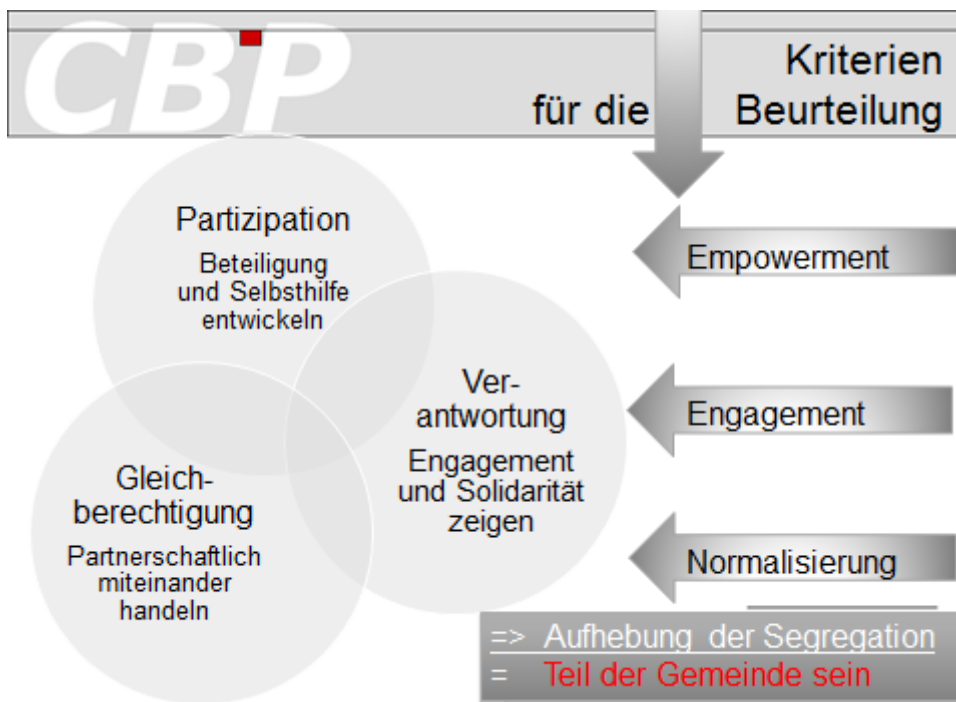 CBP
Kriterien
für die Beurteilung
Partizipation
Beteiligung
und Selbsthilfe
entwickeln
Ver-
antwortung
Engagement
und Solidarität
zeigen
Gleich-
berechtigung
Partnerschaftlich
miteinander
handeln
Empowerment
Engagement
Normalisierung
=> Aufhebung der Segregation
= Teil der Gemeinde sein